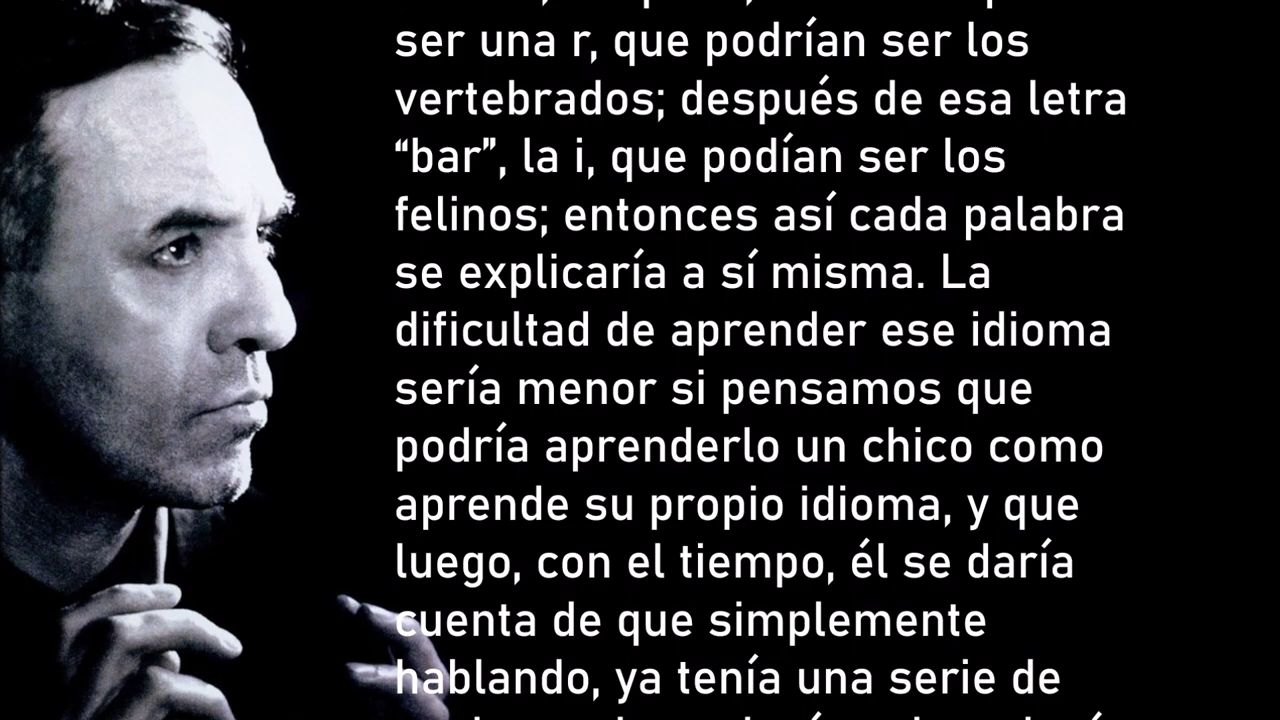 ser una r, que podrían ser los
vertebrados; después de esa letra
“bar”, la i, que podían ser los
felinos; entonces así cada palabra
se explicaría a sí misma. La
dificultad de aprender ese idioma
sería menor si pensamos que
podría aprenderlo un chico como
aprende su propio idioma, y que
luego, con el tiempo, él se daría
cuenta de que simplemente
hablando, ya tenía una serie de